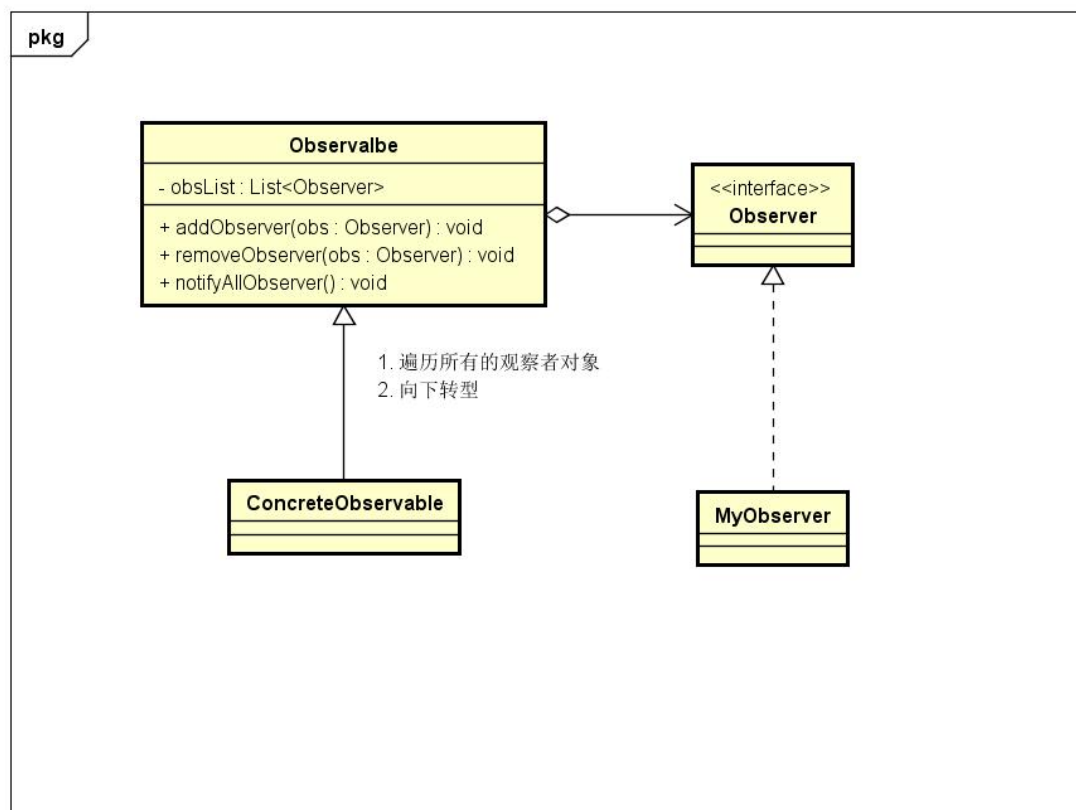 pkg
Observalbe
- obsList : List<Observer>
+ addObserver(obs : Observer) : void
+ removeObserver(obs : Observer) : void
+ notifyAllObserver() : void
<<interface>>
Observer
1. 遍历所有的观察者对象
2. 向下转型
ConcreteObservable
MyObserver